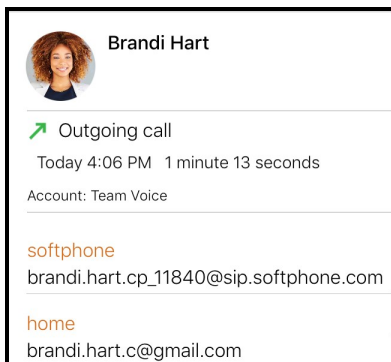 Brandi Hart
Outgoing call
Today 4:06 PM 1 minute 13 seconds
Account: Team Voice
softphone
brandi.hart.cp_11840@sip.softphone.com
home
brandi.hart.c@gmail.com